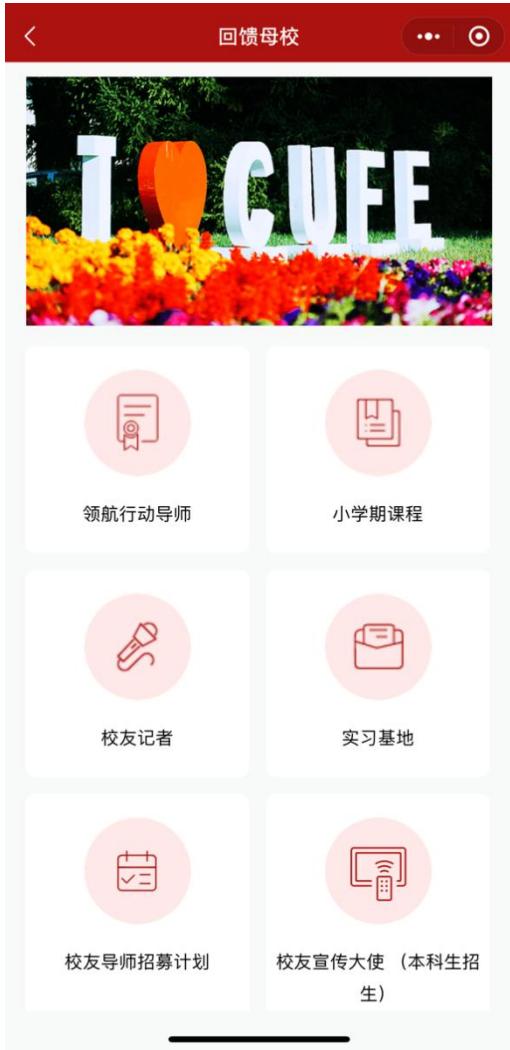 回馈母校
I CUFE
领航行动导师
小学期课程
校友记者
实习基地
校友导师招募计划
校友宣传大使 （本科生招
生）